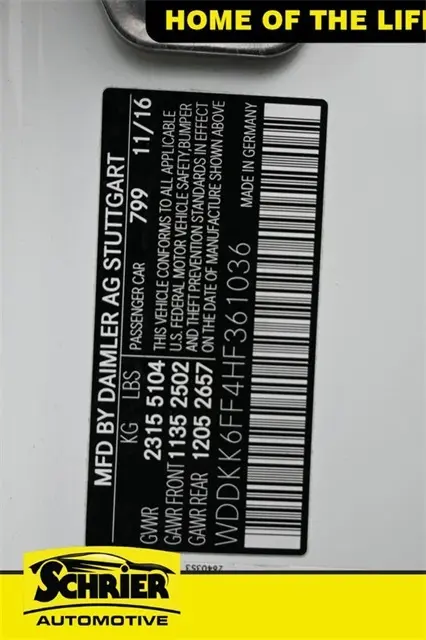 HOME OF THE LIF
MFD BY DAIMLER AG STUTTGART
KG LBS PASSENGER CAR 799 11/16
GVWR 2315 5104 THIS VEHICLE CONFORMS TO ALL APPLICABLE
U.S. FEDERAL MOTOR VEHICLE SAFETY,BUMPER
GAWR FRONT 1135 2502 AND THEFT PREVENTION STANDARDS IN EFFECT
GAWR REAR 1205 2657 ON THE DATE OF MANUFACTURE SHOWN ABOVE
WDDKK6FF4HF361036 MADE IN GERMANY
SCHRIER
AUTOMOTIVE